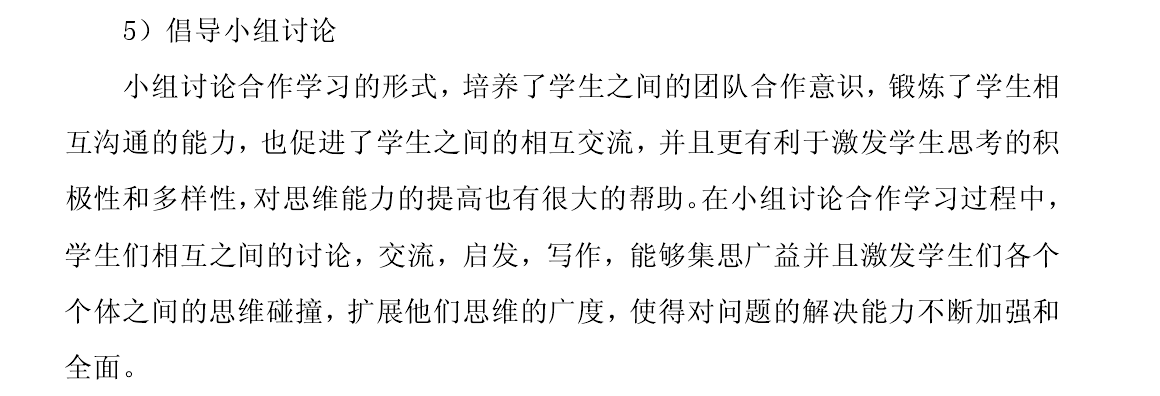 5）倡导小组讨论
小组讨论合作学习的形式，培养了学生之间的团队合作意识，锻炼了学生相
互沟通的能力，也促进了学生之间的相互交流，并且更有利于激发学生思考的积
极性和多样性，对思维能力的提高也有很大的帮助。在小组讨论合作学习过程中，
学生们相互之间的讨论，交流，启发，写作，能够集思广益并且激发学生们各个
个体之间的思维碰撞，扩展他们思维的广度，使得对问题的解决能力不断加强和
全面。